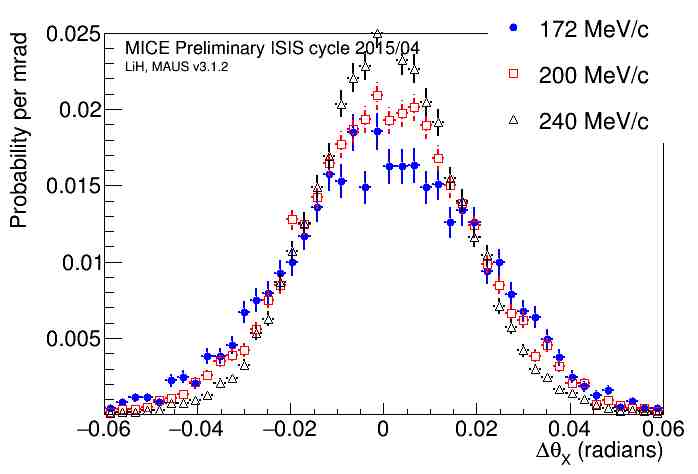 MICE Preliminary ISIS cycle 2015/04
LiH, MAUS v3.1.2
172 MeV/c
200 MeV/c
240 MeV/c
Probability per mrad
0.025
0.02
0.015
0.01
0.005
−0.06 −0.04 −0.02 0 0.02 0.04 0.06
Δθ_X (radians)